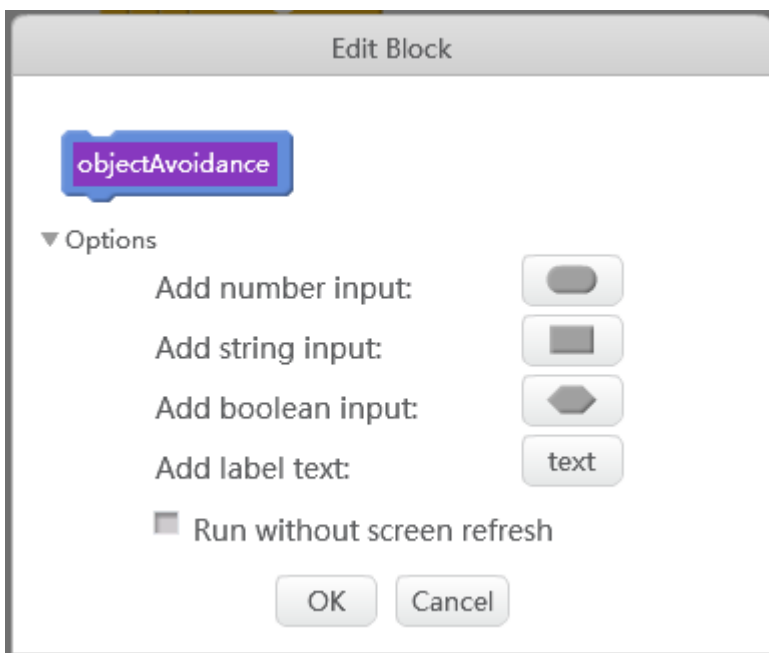 Edit Block
objectAvoidance
Options
Add number input:
Add string input:
Add boolean input:
Add label text: text
Run without screen refresh
OK Cancel